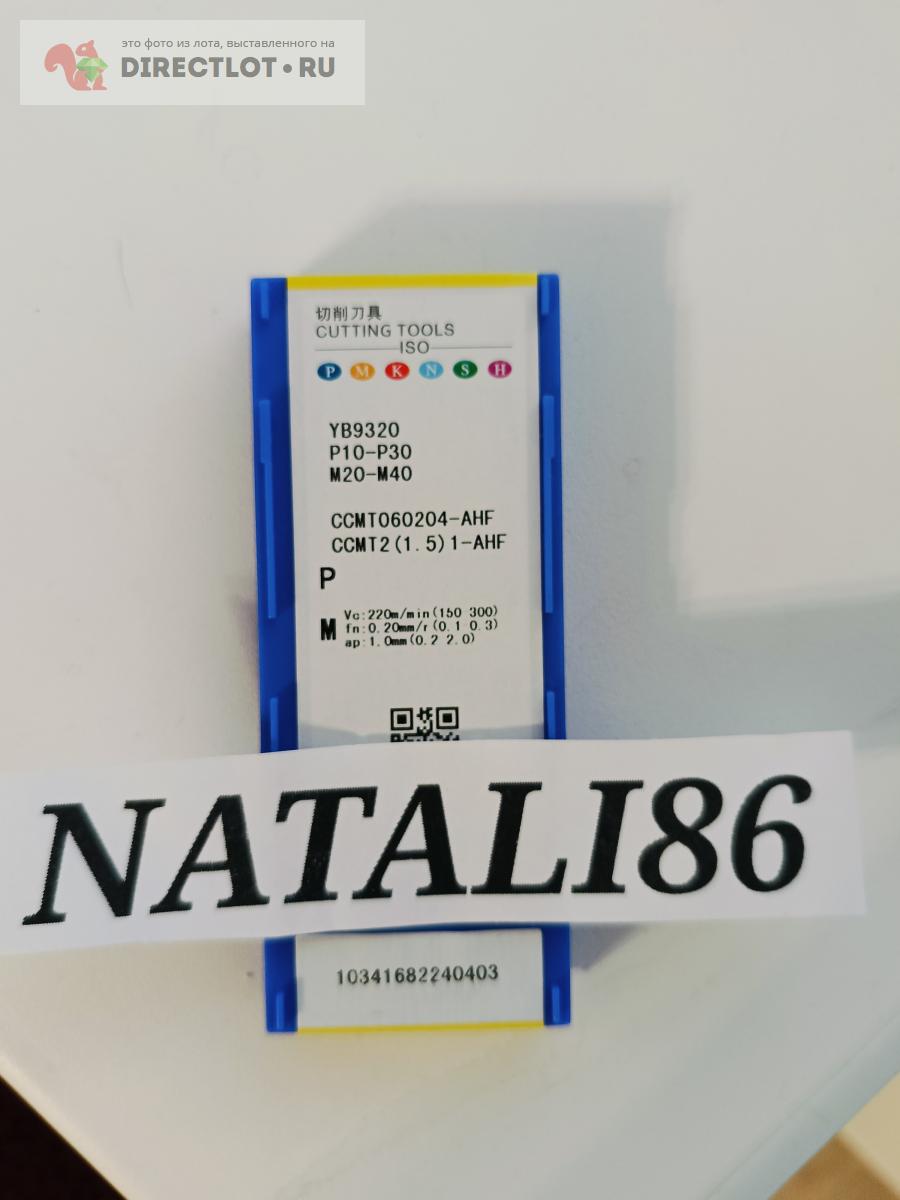 это фото из лота, выставленного на
DIRECTLOT•RU
切削刀具
CUTTING TOOLS
ISO
P M K N S H
YB9320
P10-P30
M20-M40
CCMT060204-AHF
CCMT2(1.5)1-AHF
P
M
Vc:220m/min(150 300)
fn:0.20mm/r(0.1 0.3)
ap:1.0mm(0.2 2.0)
NATALI86
10341682240403